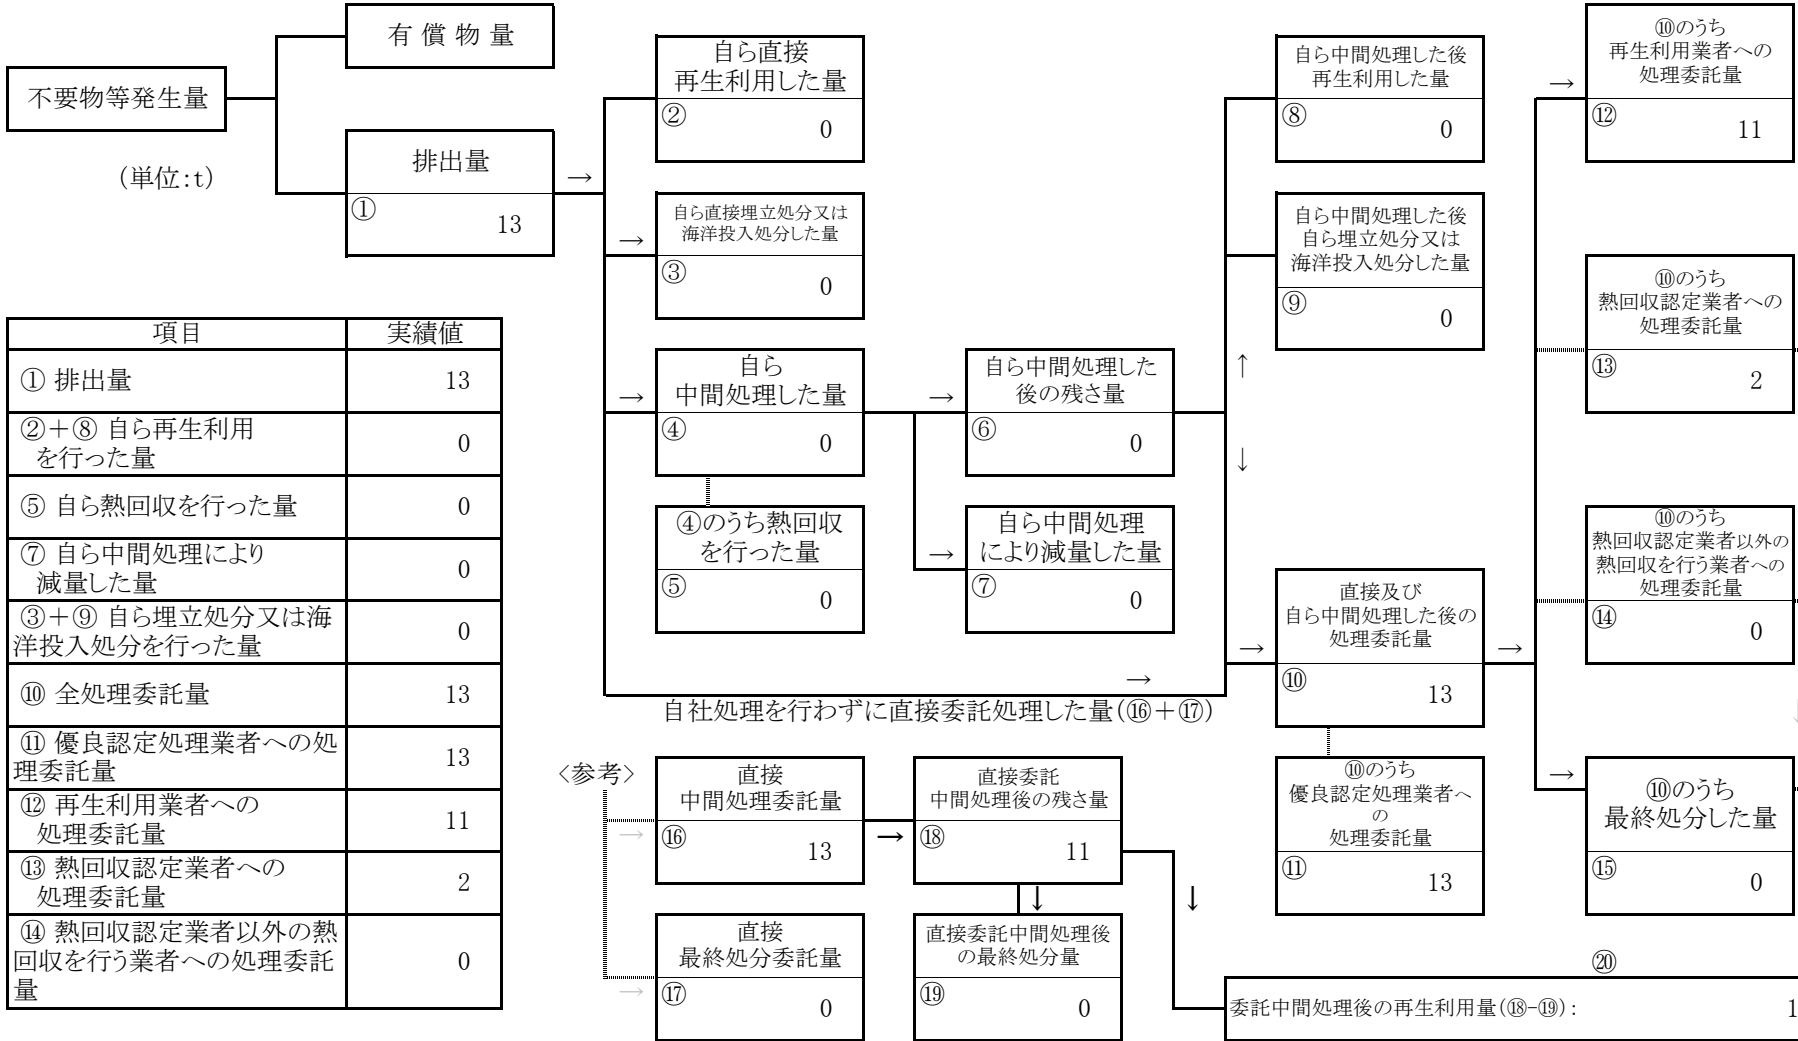 有 償 物 量
不要物等発生量
(単位:t)
排出量
①
13
→
自ら直接
再生利用した量
②
0
→
自ら直接埋立処分又は
海洋投入処分した量
③
0
→
自ら
中間処理した量
④
0
④のうち熱回収
を行った量
⑤
0
→
自ら中間処理した
後の残さ量
⑥
0
→
自ら中間処理
により減量した量
⑦
0
自ら中間処理した後
再生利用した量
⑧
0
自ら中間処理した後
自ら埋立処分又は
海洋投入処分した量
⑨
0
↑
↓
→
直接及び
自ら中間処理した後の
処理委託量
⑩
13
→
自社処理を行わずに直接委託処理した量(⑯+⑰)
→
⑩のうち
優良認定処理業者へ
の
処理委託量
⑪
13
→
⑩のうち
再生利用業者への
処理委託量
⑫
11
⑩のうち
熱回収認定業者への
処理委託量
⑬
2
⑩のうち
熱回収認定業者以外の
熱回収を行う業者への
処理委託量
⑭
0
↓
→
⑩のうち
最終処分した量
⑮
0
項目 実績値
① 排出量 13
②+⑧ 自ら再生利用
を行った量 0
⑤ 自ら熱回収を行った量 0
⑦ 自ら中間処理により
減量した量 0
③+⑨ 自ら埋立処分又は海
洋投入処分を行った量 0
⑩ 全処理委託量 13
⑪ 優良認定処理業者への処
理委託量 13
⑫ 再生利用業者への
処理委託量 11
⑬ 熱回収認定業者への
処理委託量 2
⑭ 熱回収認定業者以外の熱
回収を行う業者への処理委託
量 0
<参考>
→
直接
中間処理委託量
⑯
13
→
直接委託
中間処理後の残さ量
⑱
11
↓
↓
→
直接
最終処分委託量
⑰
0
直接委託中間処理後
の最終処分量
⑲
0
⑳
委託中間処理後の再生利用量(⑱-⑲): 1